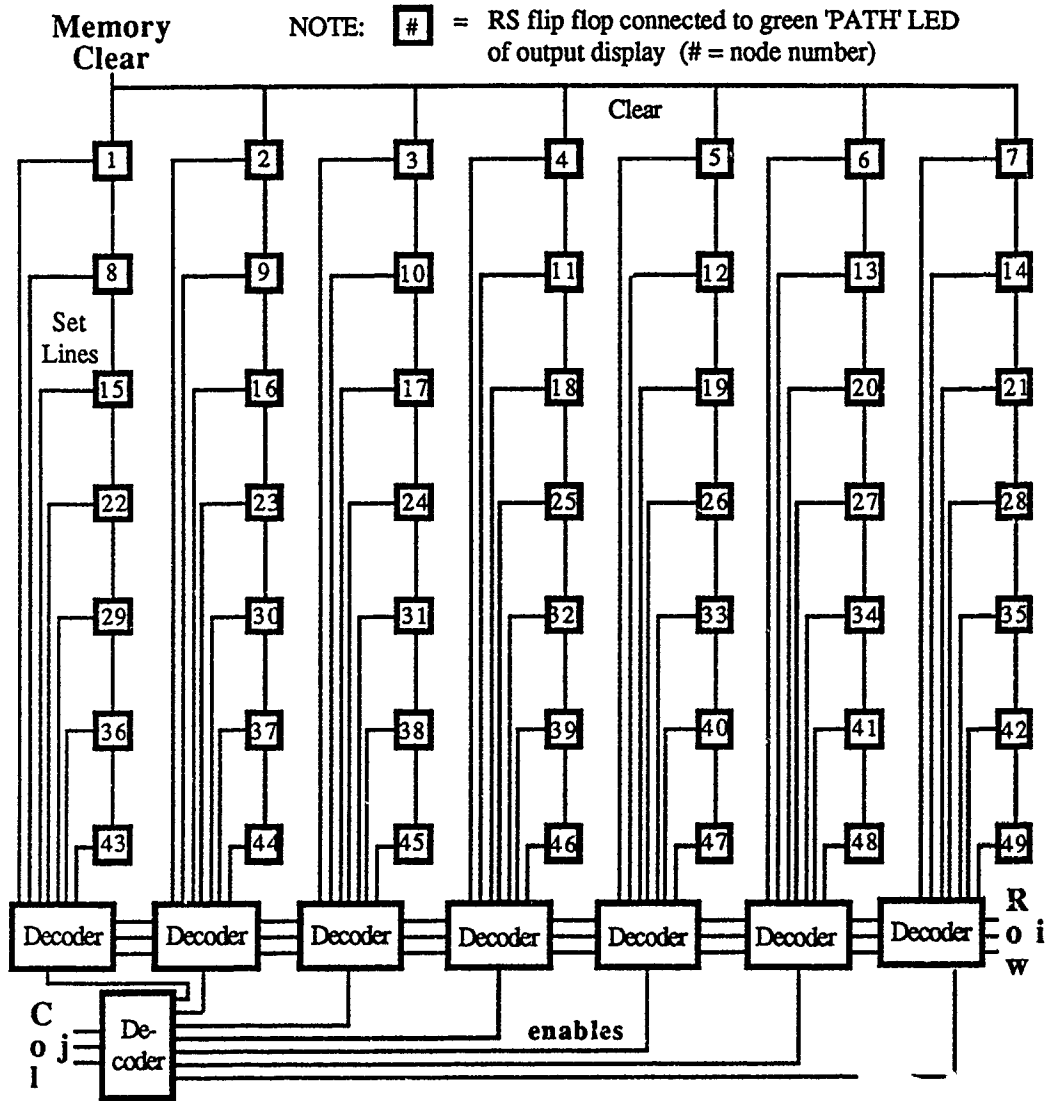 Memory
Clear
NOTE: # = RS flip flop connected to green 'PATH' LED
of output display (# = node number)
Clear
1 2 3 4 5 6 7
8 9 10 11 12 13 14
Set
Lines
15 16 17 18 19 20 21
22 23 24 25 26 27 28
29 30 31 32 33 34 35
36 37 38 39 40 41 42
43 44 45 46 47 48 49
Decoder Decoder Decoder Decoder Decoder Decoder Decoder
Row i
Col j
De-
coder
enables